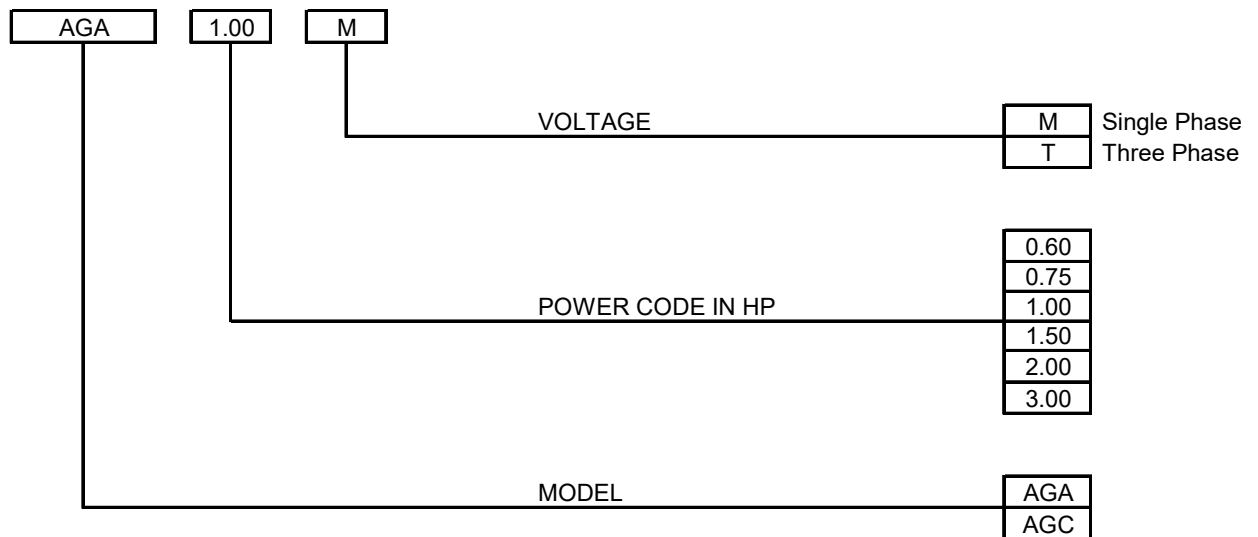 AGA 1.00 M
VOLTAGE M Single Phase
T Three Phase
0.60
0.75
POWER CODE IN HP 1.00
1.50
2.00
3.00
MODEL AGA
AGC